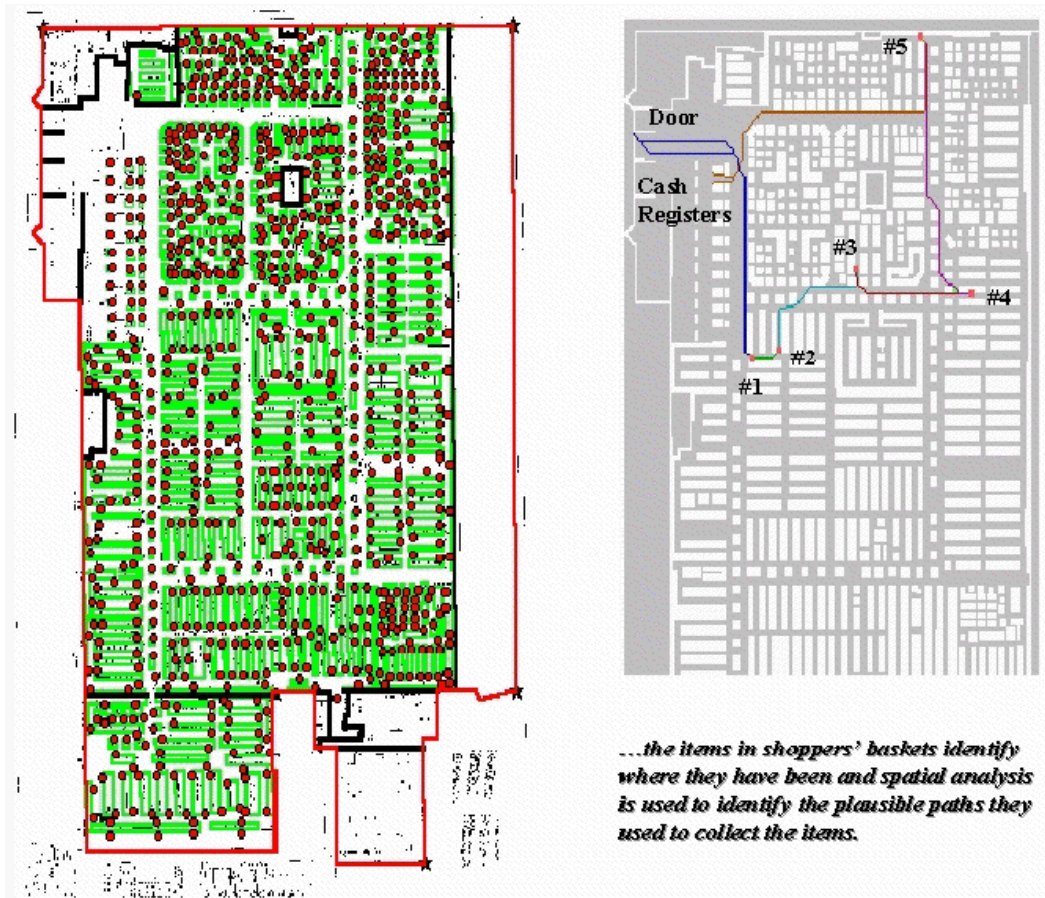 #5
Door
Cash
Registers
#3
#4
#2
#1
...the items in shoppers' baskets identify
where they have been and spatial analysis
is used to identify the plausible paths they
used to collect the items.